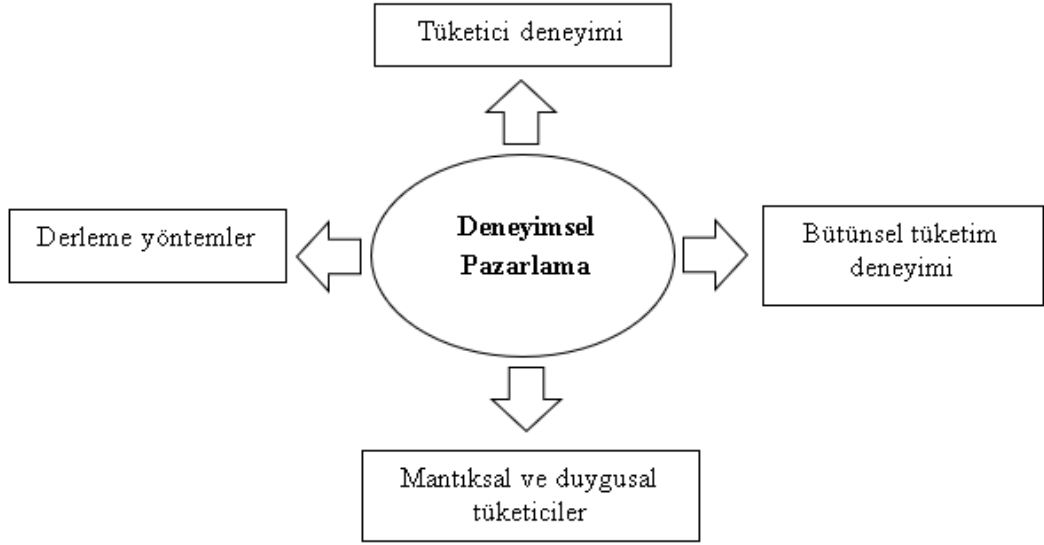 Tüketici deneyimi
Derleme yöntemler
Deneyimsel
Pazarlama
Bütünsel tüketim
deneyimi
Mantıksal ve duygusal
tüketiciler